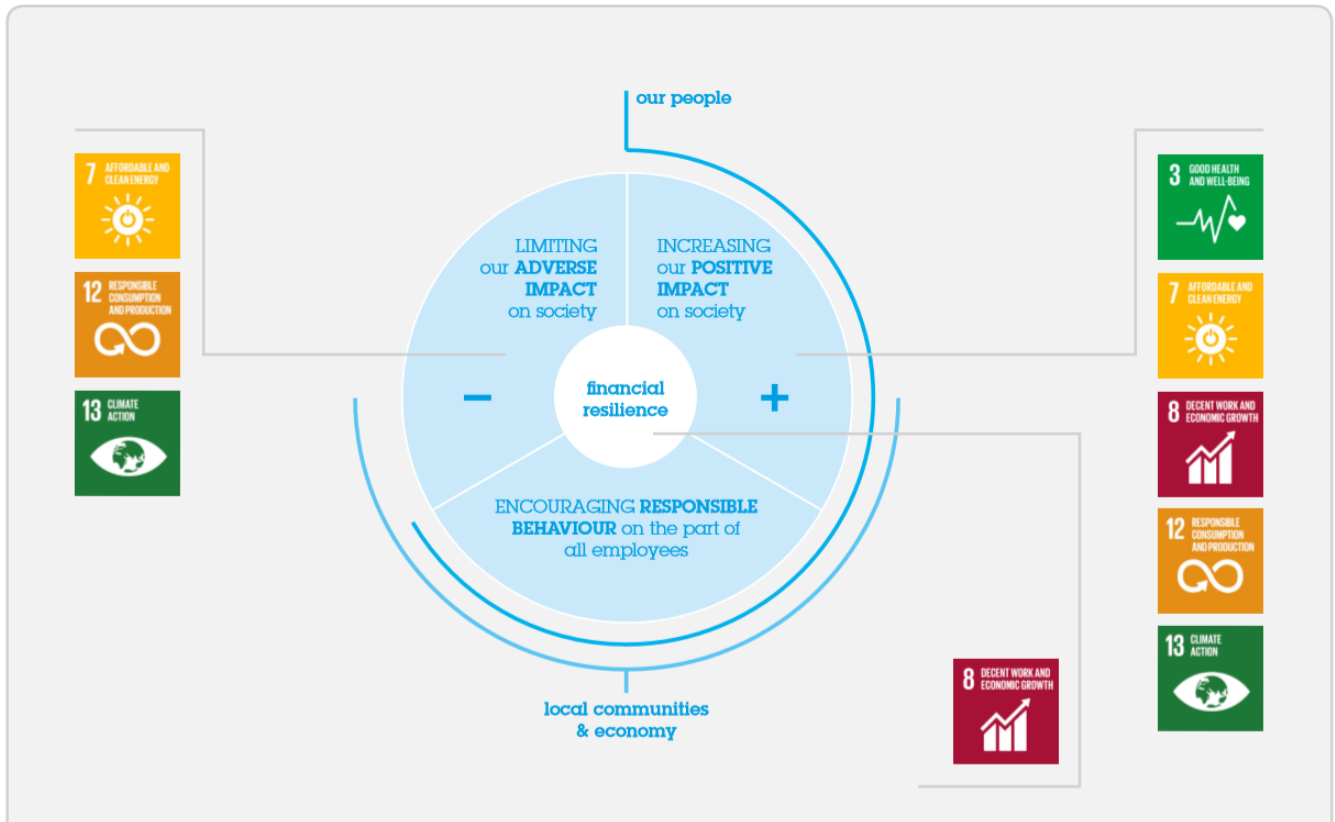 our people
7 AFFORDABLE AND
CLEAN ENERGY
12 RESPONSIBLE
CONSUMPTION
AND PRODUCTION
13 CLIMATE
ACTION
LIMITING
our ADVERSE
IMPACT
on society
INCREASING
our POSITIVE
IMPACT
on society
−
+
financial
resilience
ENCOURAGING RESPONSIBLE
BEHAVIOUR on the part of
all employees
local communities
& economy
3 GOOD HEALTH
AND WELL-BEING
7 AFFORDABLE AND
CLEAN ENERGY
8 DECENT WORK AND
ECONOMIC GROWTH
12 RESPONSIBLE
CONSUMPTION
AND PRODUCTION
13 CLIMATE
ACTION
8 DECENT WORK AND
ECONOMIC GROWTH